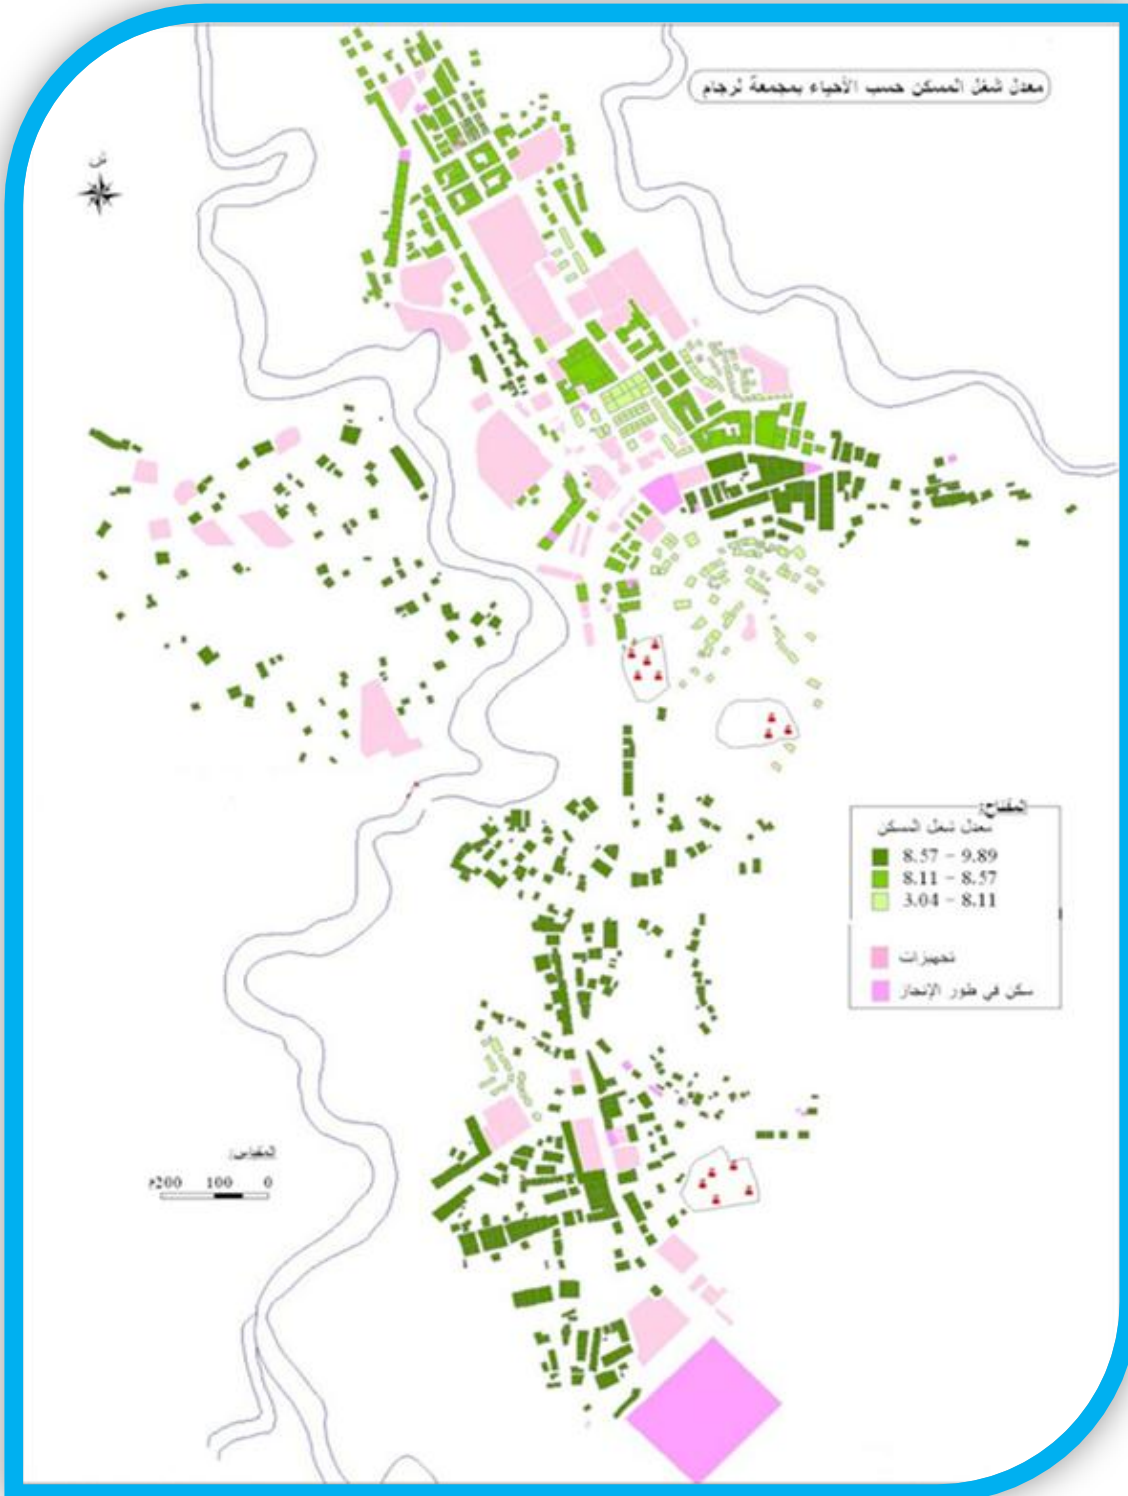 معدل شغل المسكن حسب الأحياء بمجمعة لرجام
ش
المفتاح:
معدل شغل المسكن
8.57 - 9.89
8.11 - 8.57
3.04 - 8.11
تجهيزات
سكن في طور الإنجاز
المقياس:
0 100 200م